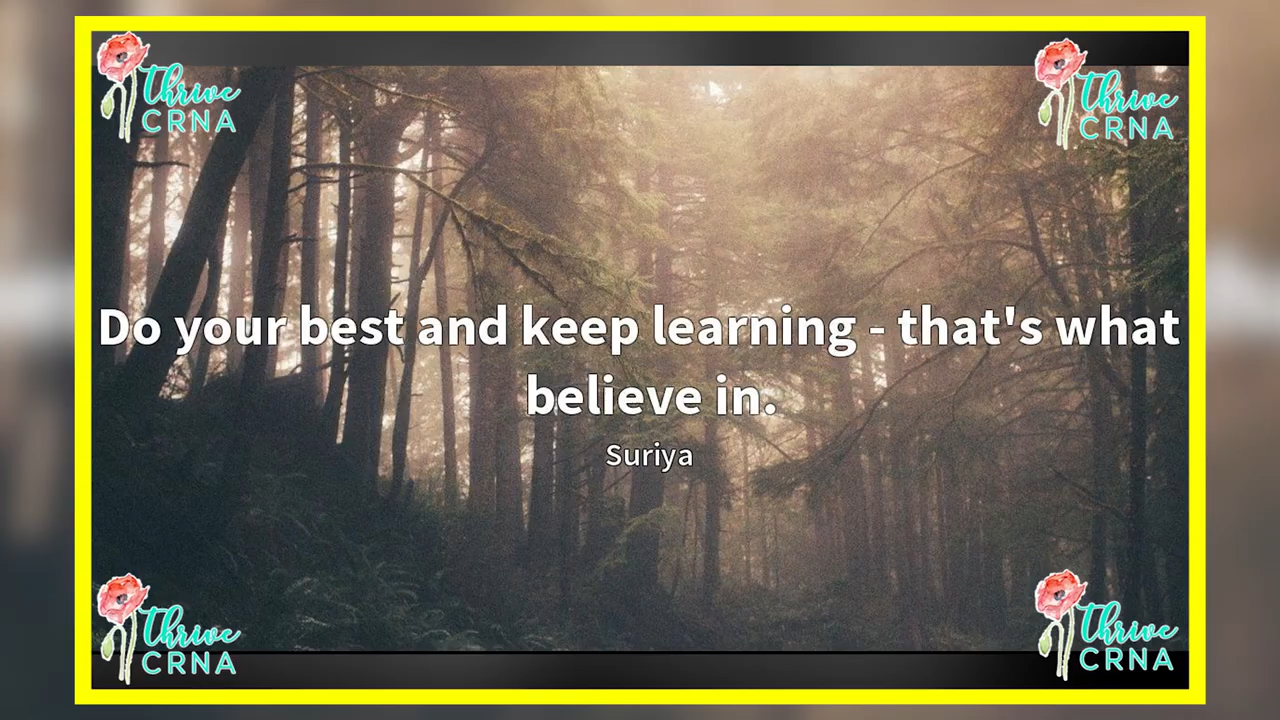 Thrive
CRNA
Thrive
CRNA
Do your best and keep learning - that's what
believe in.
Suriya
Thrive
CRNA
Thrive
CRNA